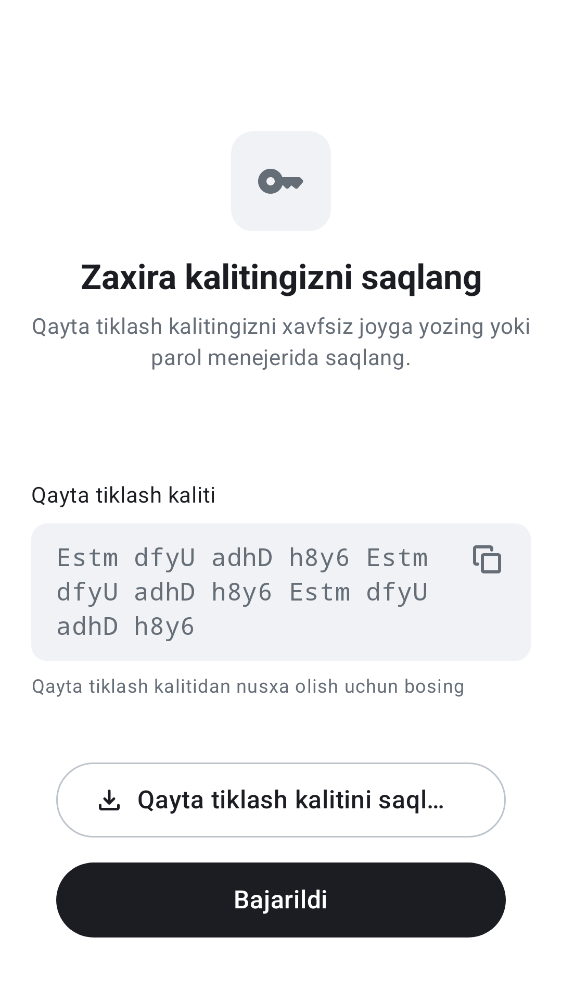 Zaxira kalitingizni saqlang
Qayta tiklash kalitingizni xavfsiz joyga yozing yoki
parol menejerida saqlang.
Qayta tiklash kaliti
Estm dfyU adhD h8y6 Estm
dfyU adhD h8y6 Estm dfyU
adhD h8y6
Qayta tiklash kalitidan nusxa olish uchun bosing
Qayta tiklash kalitini saql…
Bajarildi